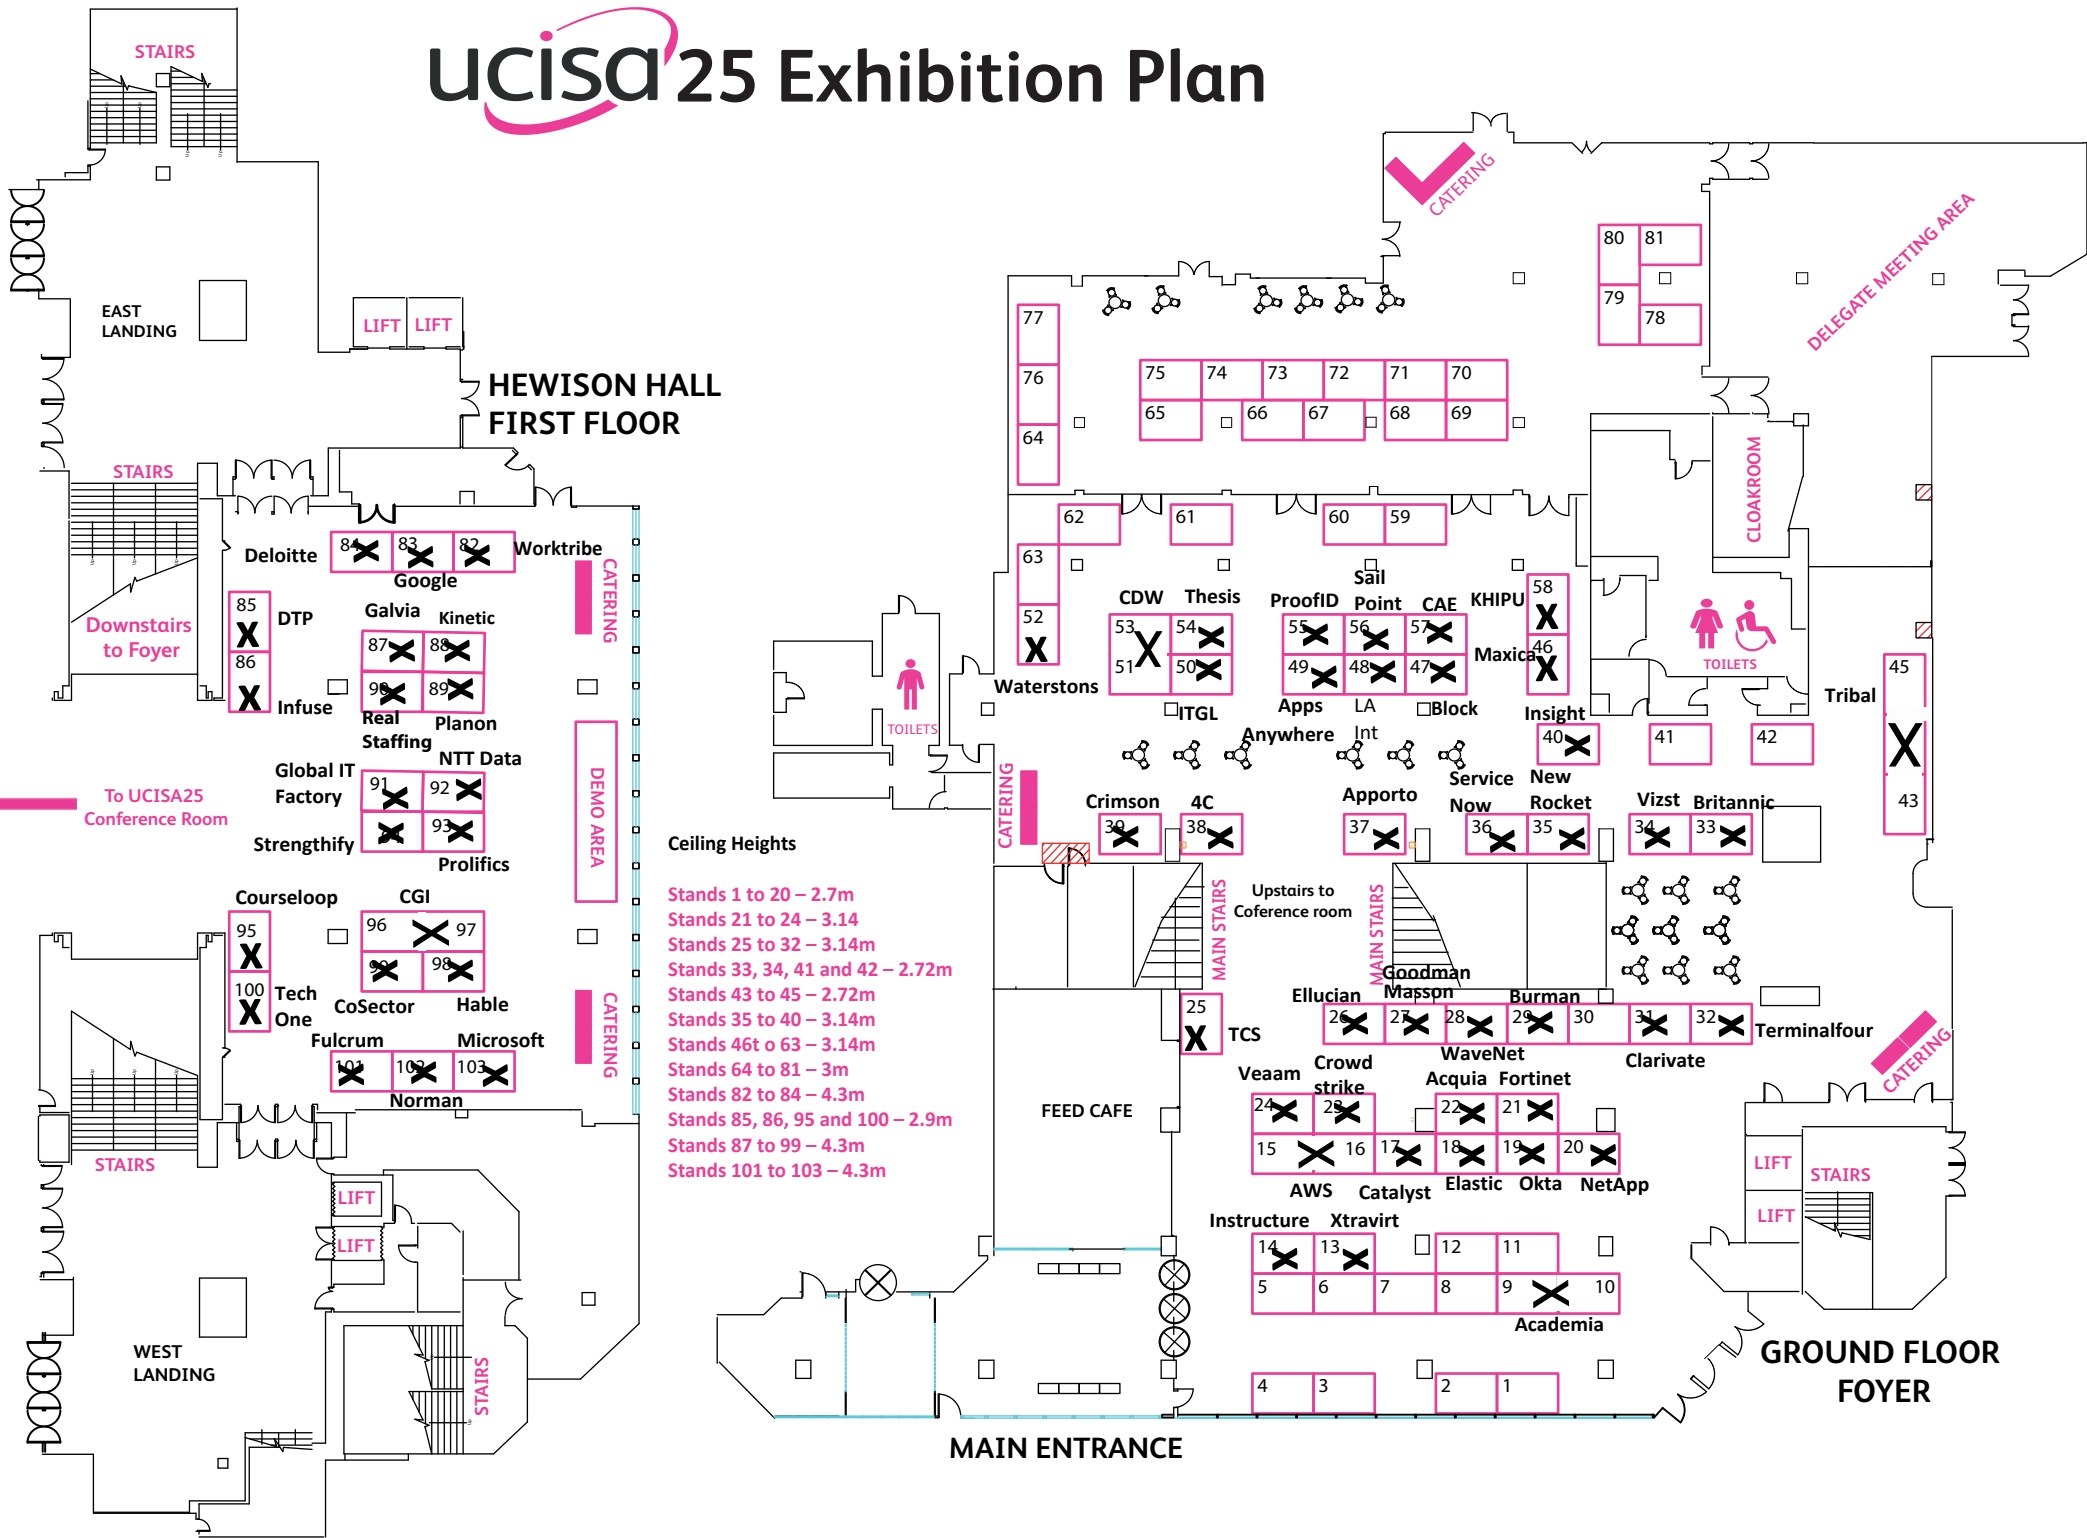 ucisa 25 Exhibition Plan
STAIRS
EAST
LANDING
LIFT LIFT
HEWISON HALL
FIRST FLOOR
STAIRS
Downstairs
to Foyer
Deloitte
84 83 82
Worktribe
Google
CATERING
85
DTP
86
Infuse
Galvia
Kinetic
87 88
90 89
Real
Staffing
Planon
NTT Data
Global IT
Factory
91 92
Strengthify
93
Prolifics
DEMO AREA
To UCISA25
Conference Room
Courseloop
CGI
95
96 97
100
Tech
One
99 98
CoSector
Hable
CATERING
Fulcrum
Microsoft
101 102 103
Norman
STAIRS
LIFT
LIFT
WEST
LANDING
STAIRS
Ceiling Heights
Stands 1 to 20 – 2.7m
Stands 21 to 24 – 3.14
Stands 25 to 32 – 3.14m
Stands 33, 34, 41 and 42 – 2.72m
Stands 43 to 45 – 2.72m
Stands 35 to 40 – 3.14m
Stands 46t o 63 – 3.14m
Stands 64 to 81 – 3m
Stands 82 to 84 – 4.3m
Stands 85, 86, 95 and 100 – 2.9m
Stands 87 to 99 – 4.3m
Stands 101 to 103 – 4.3m
CATERING
80 81
79
78
DELEGATE MEETING AREA
77
76
64
75 74 73 72 71 70
65 66 67 68 69
CLOAKROOM
62 61 60 59
63
52
Waterstons
CDW
Thesis
53 54
51 50
ITGL
ProofID
Sail
Point
CAE
55 56 57
49 48 47
Apps
Anywhere
LA
Int
Block
KHIPU
58
Maxica
46
TOILETS
TOILETS
Insight
40 41 42
Tribal
45
43
CATERING
Crimson
4C
39 38
Apporto
37
Service
Now
New
Rocket
36 35
Vizst
Britannic
34 33
MAIN STAIRS
Upstairs to
Coference room
MAIN STAIRS
25
TCS
Ellucian
Goodman
Masson
Burman
26 27 28 29 30 31 32
WaveNet
Clarivate
Terminalfour
CATERING
FEED CAFE
Veaam
Crowd
strike
Acquia
Fortinet
24 23 22 21
15 16 17 18 19 20
AWS
Catalyst
Elastic
Okta
NetApp
Instructure
Xtravirt
14 13 12 11
5 6 7 8 9 10
Academia
4 3 2 1
LIFT
LIFT
STAIRS
GROUND FLOOR
FOYER
MAIN ENTRANCE